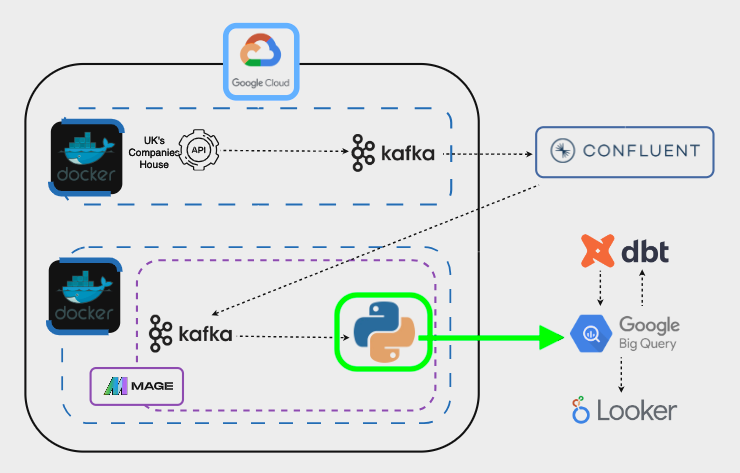 Google Cloud
docker
UK's
Companies
House
API
kafka
CONFLUENT
docker
kafka
MAGE
dbt
Google
Big Query
Looker